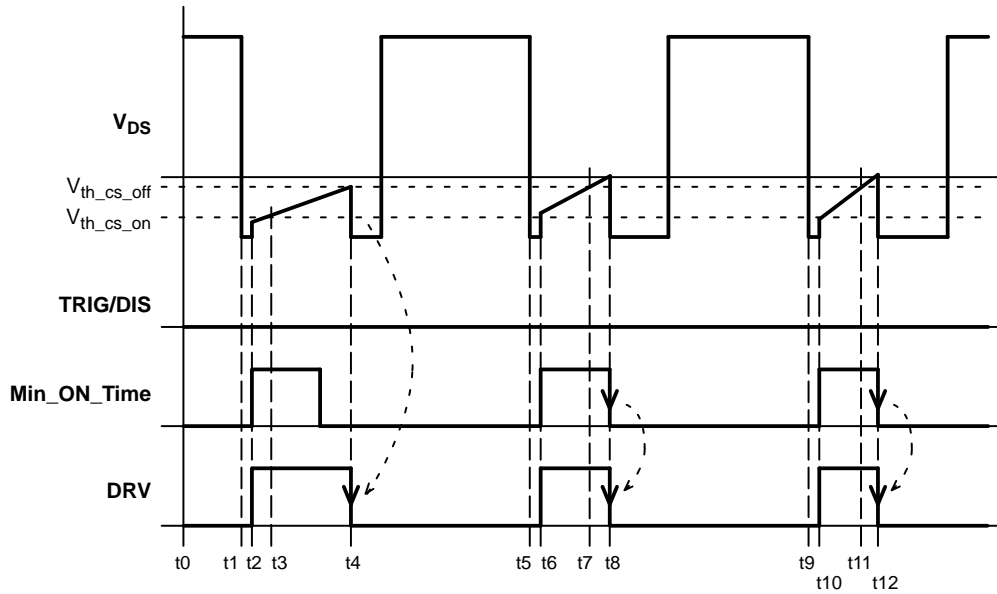 VDS
Vth_cs_off
Vth_cs_on
TRIG/DIS
Min_ON_Time
DRV
t0 t1 t2 t3 t4 t5 t6 t7 t8 t9 t11
t10 t12